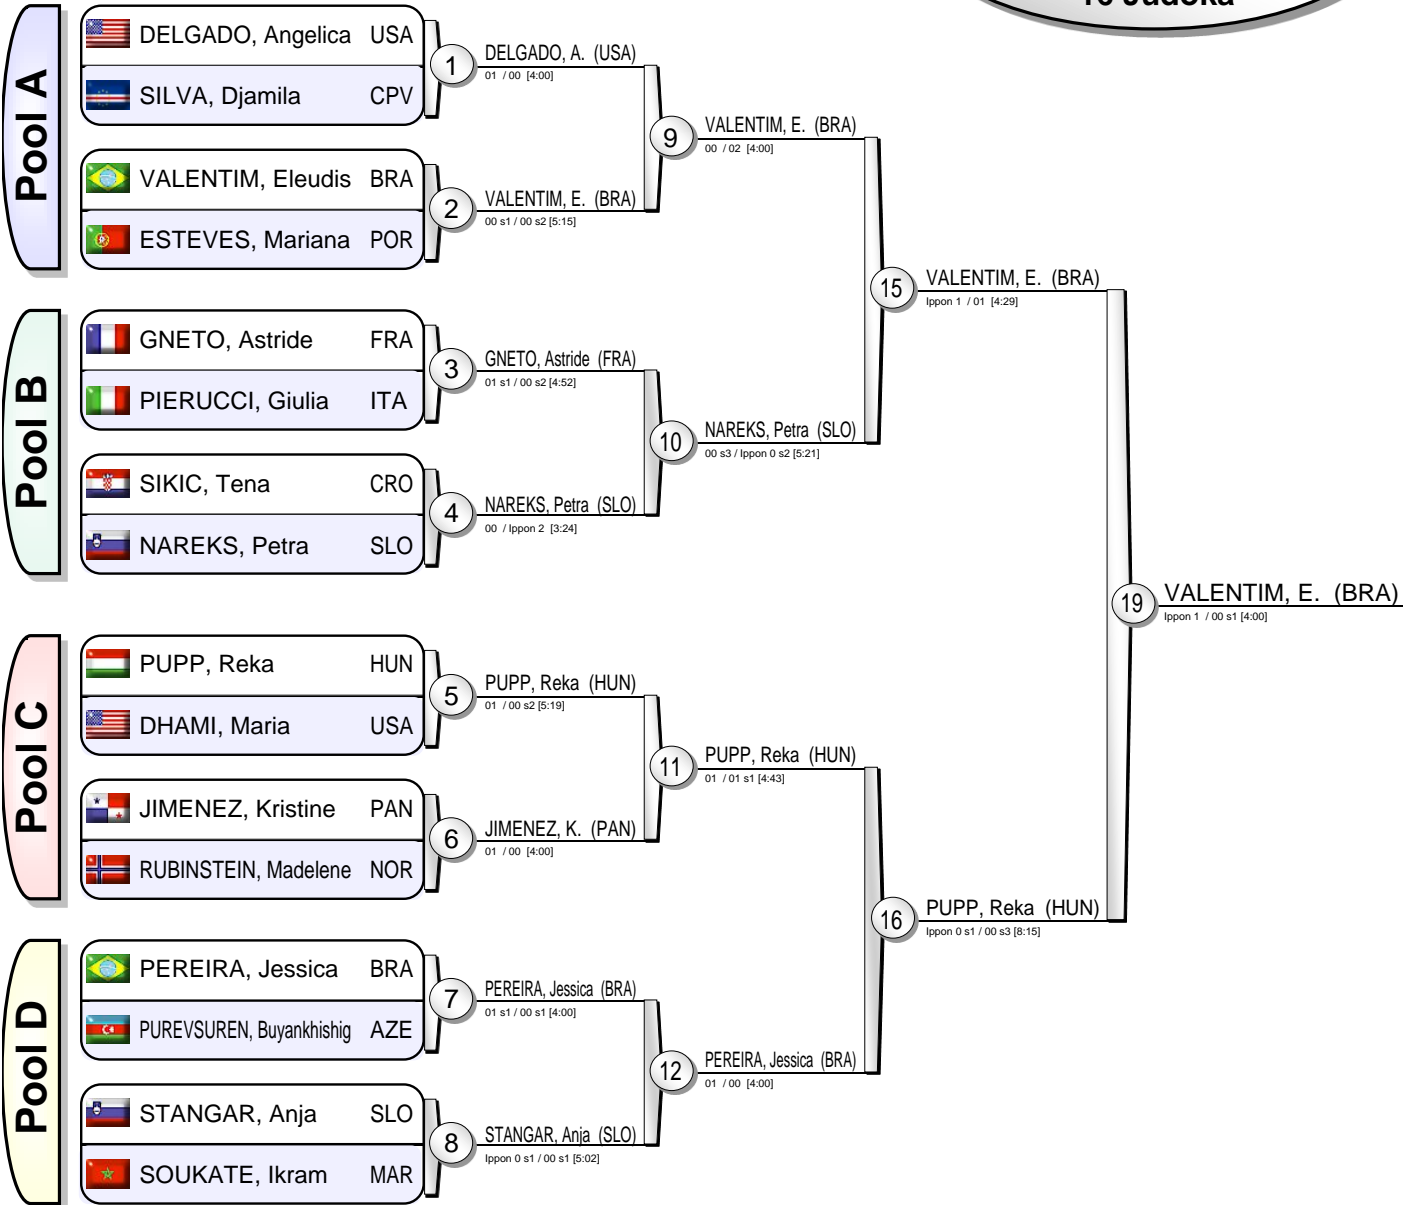 16 Judoka
Pool A
DELGADO, Angelica USA
SILVA, Djamila CPV
VALENTIM, Eleudis BRA
ESTEVES, Mariana POR
1
DELGADO, A. (USA)
01 / 00 [4:00]
2
VALENTIM, E. (BRA)
00 s1 / 00 s2 [5:15]
9
VALENTIM, E. (BRA)
00 / 02 [4:00]
Pool B
GNETO, Astride FRA
PIERUCCI, Giulia ITA
SIKIC, Tena CRO
NAREKS, Petra SLO
3
GNETO, Astride (FRA)
01 s1 / 00 s2 [4:52]
4
NAREKS, Petra (SLO)
00 / Ippon 2 [3:24]
10
NAREKS, Petra (SLO)
00 s3 / Ippon 0 s2 [5:21]
15
VALENTIM, E. (BRA)
Ippon 1 / 01 [4:29]
Pool C
PUPP, Reka HUN
DHAMI, Maria USA
JIMENEZ, Kristine PAN
RUBINSTEIN, Madelene NOR
5
PUPP, Reka (HUN)
01 / 00 s2 [5:19]
6
JIMENEZ, K. (PAN)
01 / 00 [4:00]
11
PUPP, Reka (HUN)
01 / 01 s1 [4:43]
Pool D
PEREIRA, Jessica BRA
PUREVSUREN, Buyankhishig AZE
STANGAR, Anja SLO
SOUKATE, Ikram MAR
7
PEREIRA, Jessica (BRA)
01 s1 / 00 s1 [4:00]
8
STANGAR, Anja (SLO)
Ippon 0 s1 / 00 s1 [5:02]
12
PEREIRA, Jessica (BRA)
01 / 00 [4:00]
16
PUPP, Reka (HUN)
Ippon 0 s1 / 00 s3 [8:15]
19
VALENTIM, E. (BRA)
Ippon 1 / 00 s1 [4:00]